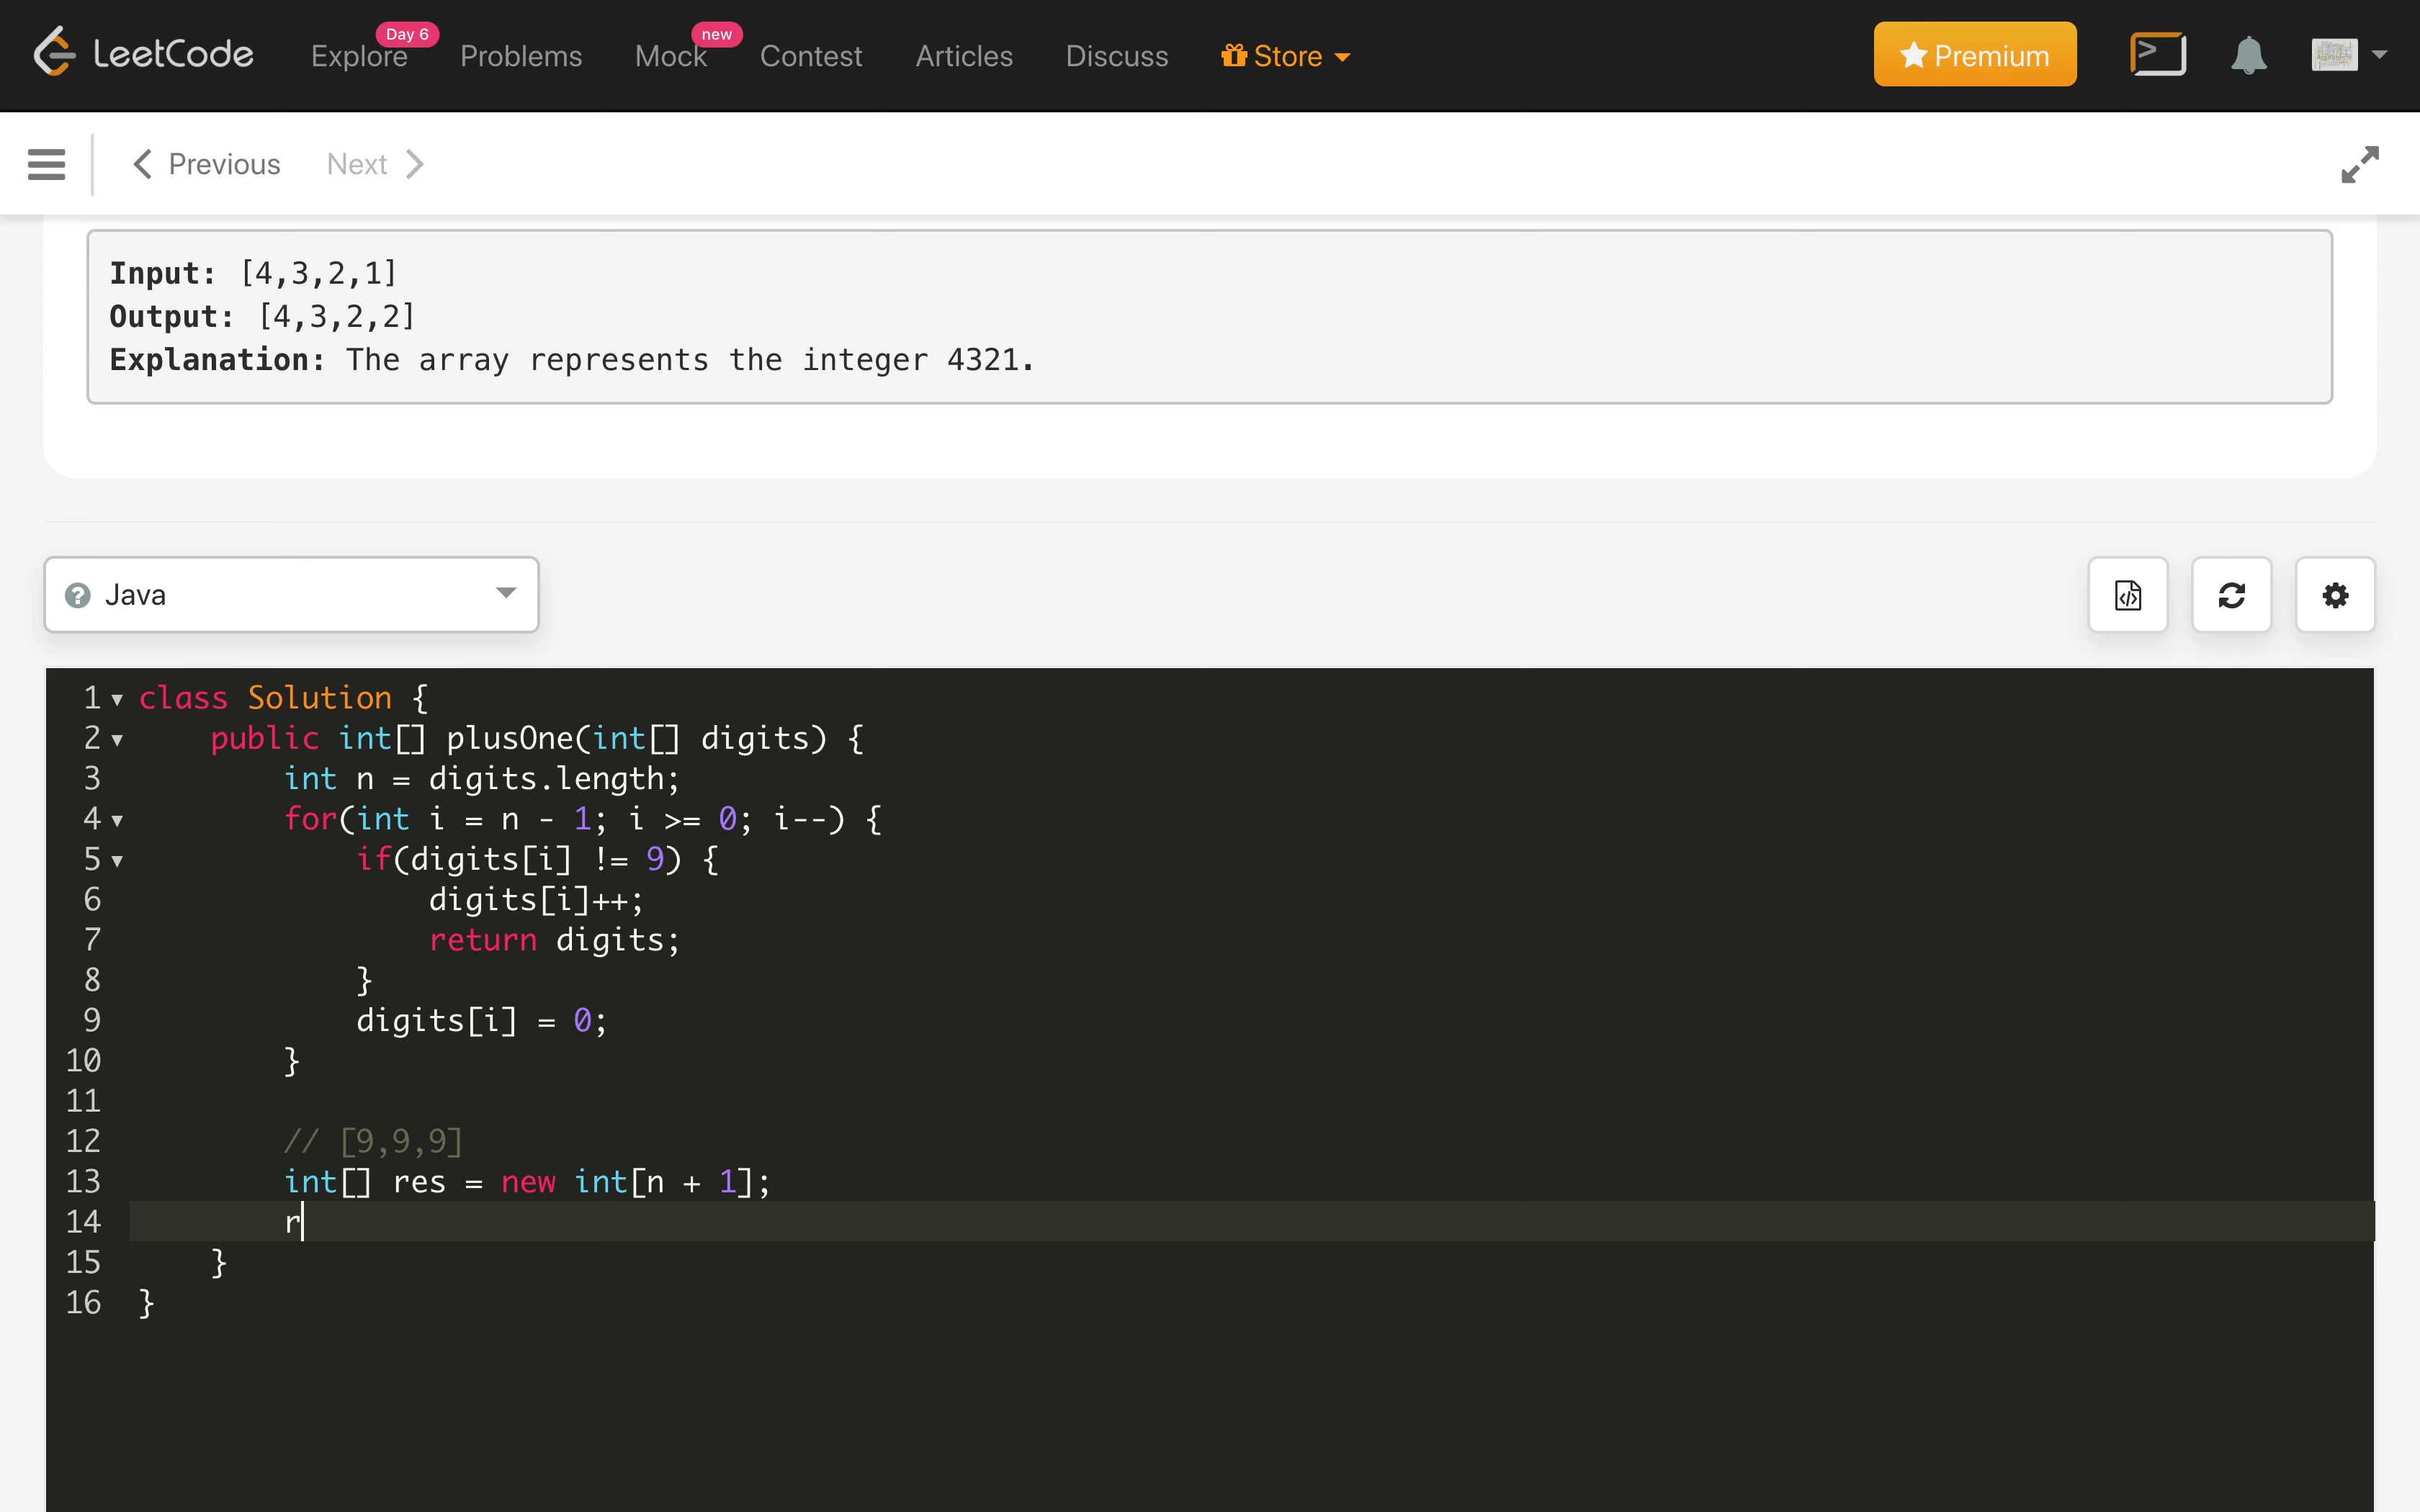 LeetCode Explore Day 6 Problems Mock new Contest Articles Discuss Store Premium
Previous Next
Input: [4,3,2,1]
Output: [4,3,2,2]
Explanation: The array represents the integer 4321.
Java
1 class Solution {
2 public int[] plusOne(int[] digits) {
3 int n = digits.length;
4 for(int i = n - 1; i >= 0; i--) {
5 if(digits[i] != 9) {
6 digits[i]++;
7 return digits;
8 }
9 digits[i] = 0;
10 }
11
12 // [9,9,9]
13 int[] res = new int[n + 1];
14 r
15 }
16 }